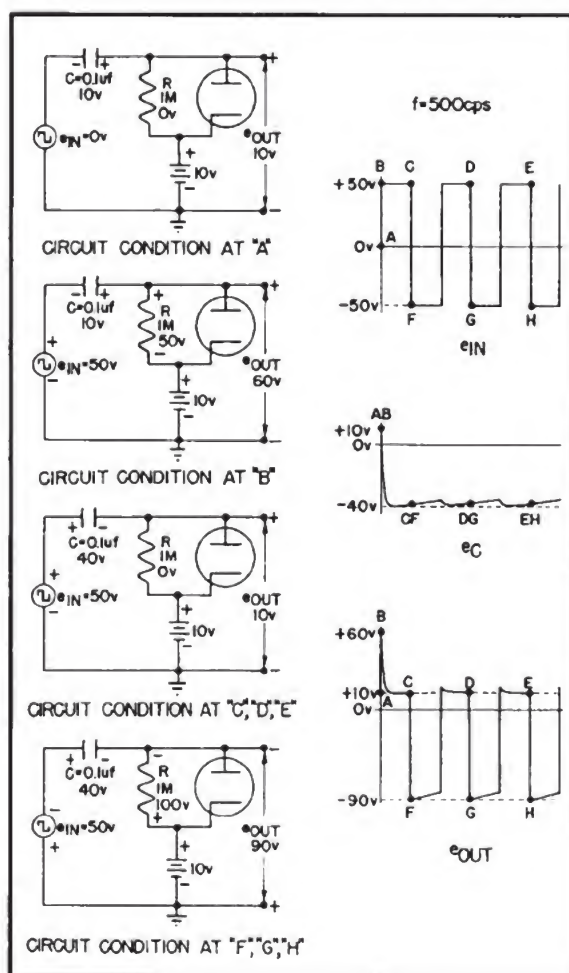 - +
C=0.1uf
10v
R
1M
0v
eIN=0v
+
10v
-
+
eOUT
10v
-
CIRCUIT CONDITION AT "A"
- +
C=0.1uf
10v
+
R
1M
50v
-
+
eIN=50v
-
+
10v
-
+
eOUT
60v
-
CIRCUIT CONDITION AT "B"
+ -
C=0.1uf
40v
R
1M
0v
+
eIN=50v
-
+
10v
-
+
eOUT
10v
-
CIRCUIT CONDITION AT "C","D","E"
+ -
C=0.1uf
40v
-
R
1M
100v
+
-
eIN=50v
+
+
10v
-
-
eOUT
90v
+
CIRCUIT CONDITION AT "F","G","H"
f=500cps
B C D E
+50v
0v A
-50v
F G H
eIN
AB
+10v
0v
-40v
CF DG EH
eC
B
+60v
C D E
+10v
A
0v
-90v
F G H
eOUT